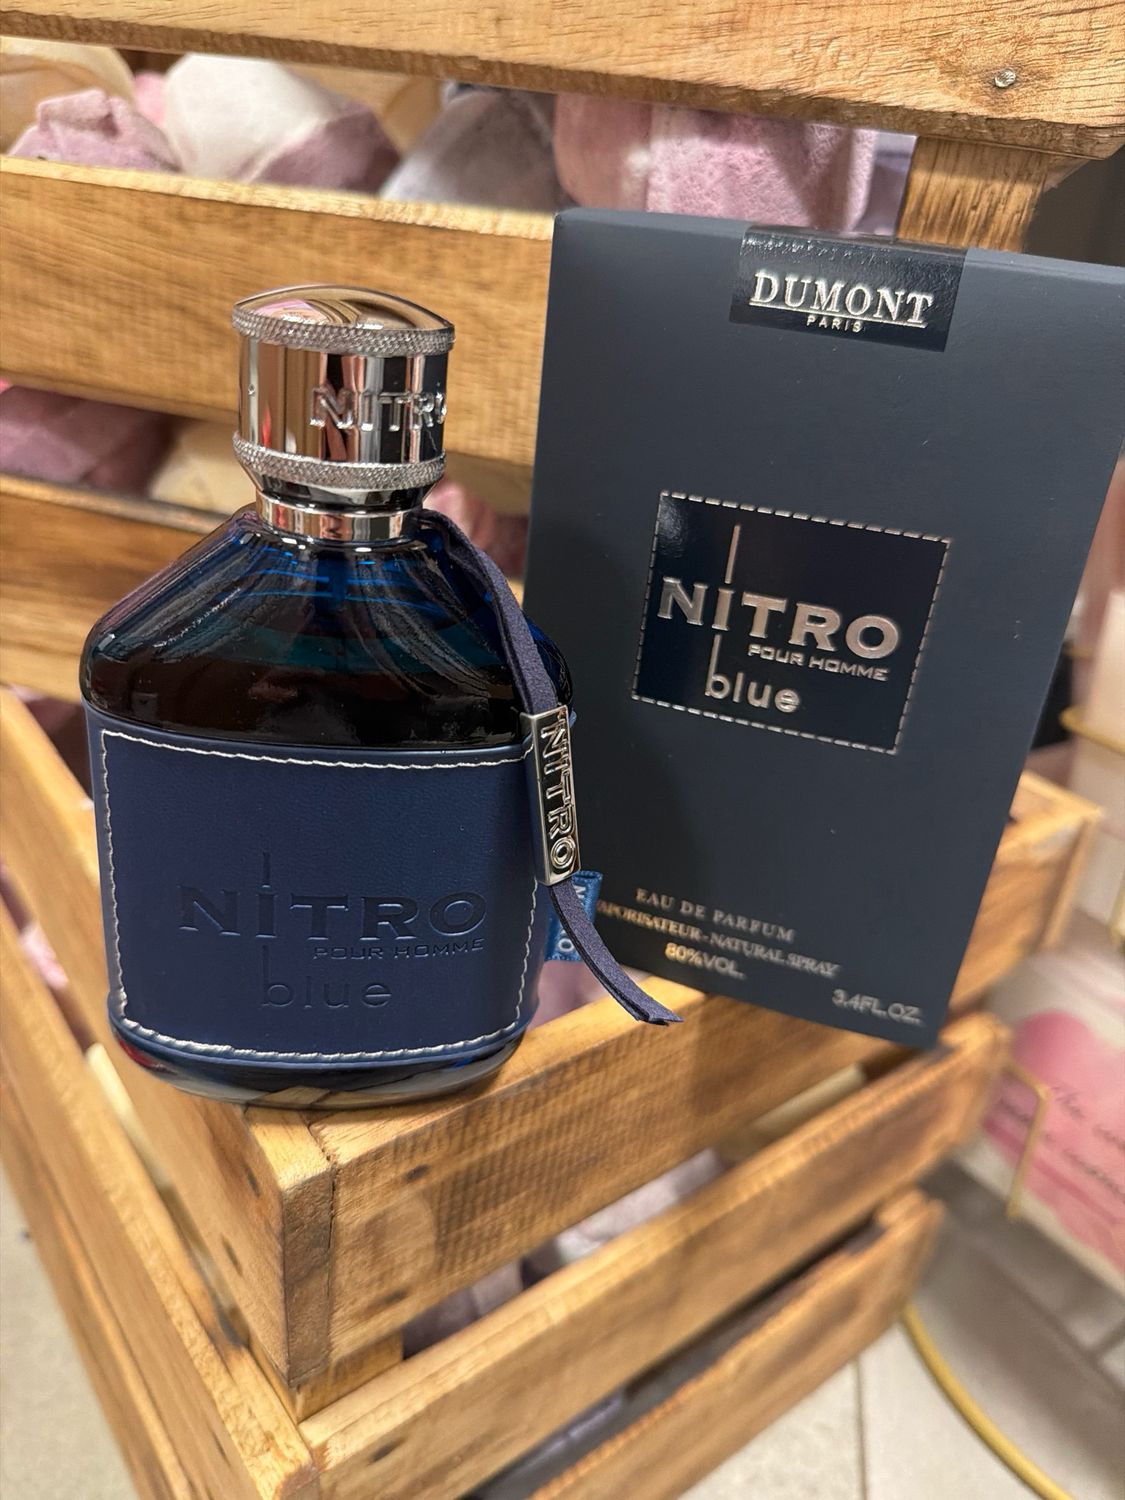 DUMONT
PARIS
NITRO
POUR HOMME
blue
EAU DE PARFUM
VAPORISATEUR - NATURAL SPRAY
80%VOL.
3.4FL.OZ.
NITRO
NITRO
NITRO
POUR HOMME
blue
The